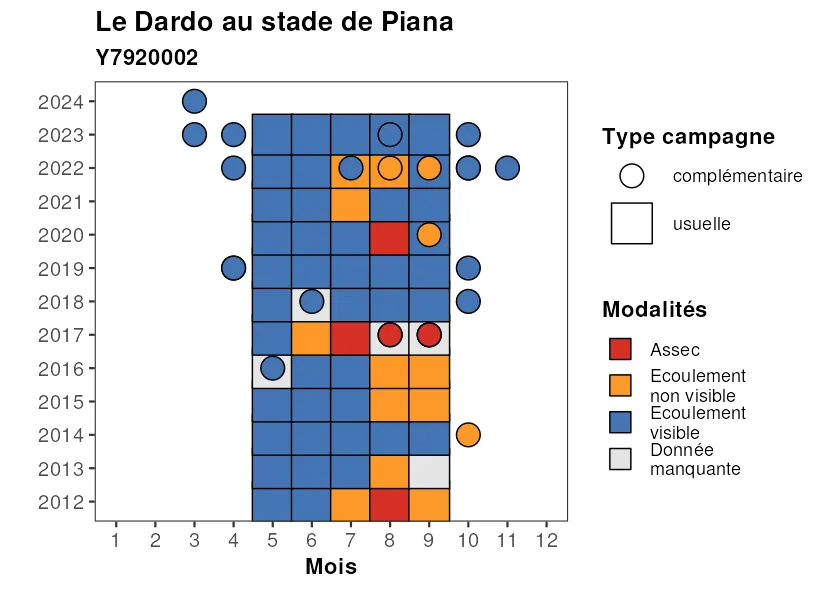 Le Dardo au stade de Piana
Y7920002
2024
2023
2022
2021
2020
2019
2018
2017
2016
2015
2014
2013
2012
1 2 3 4 5 6 7 8 9 10 11 12
Mois
Type campagne
complémentaire
usuelle
Modalités
Assec
Ecoulement
non visible
Ecoulement
visible
Donnée
manquante